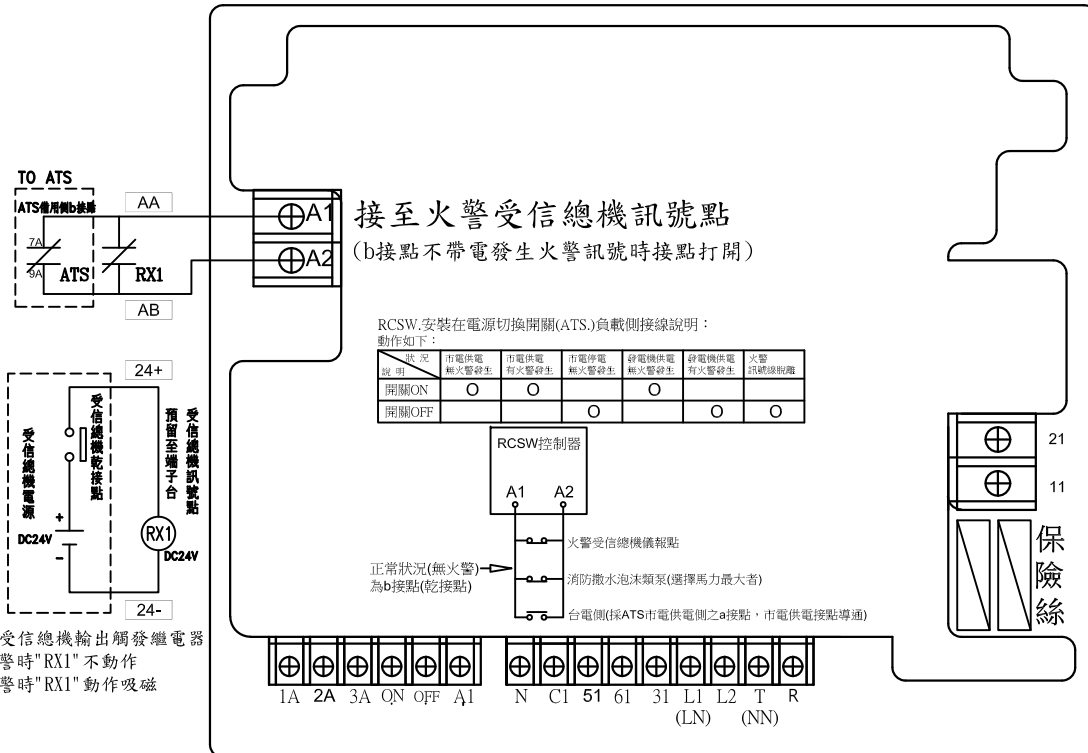 TO ATS
ATS備用側b接點
AA
7A
9A
ATS
RX1
AB
A1
A2
接至火警受信總機訊號點
(b接點不帶電發生火警訊號時接點打開)
RCSW.安裝在電源切換開關(ATS.)負載側接線說明：
動作如下：
狀 況
說 明
市電供電
無火警發生
市電供電
有火警發生
市電停電
無火警發生
發電機供電
無火警發生
發電機供電
有火警發生
火警
訊號線脫離
開關ON O O O
開關OFF O O O
RCSW控制器
A1 A2
火警受信總機儀報點
正常狀況(無火警)
為b接點(乾接點)
消防撒水泡沫類泵(選擇馬力最大者)
台電側(採ATS市電供電側之a接點，市電供電接點導通)
24+
受信總機電源
受信總機乾接點
預留至端子台
受信總機訊號點
+
DC24V
-
RX1
DC24V
24-
受信總機輸出觸發繼電器
警時"RX1"不動作
警時"RX1"動作吸磁
21
11
保險絲
1A 2A 3A ON OFF A1
N C1 51 61 31 L1 L2 T R
(LN) (NN)